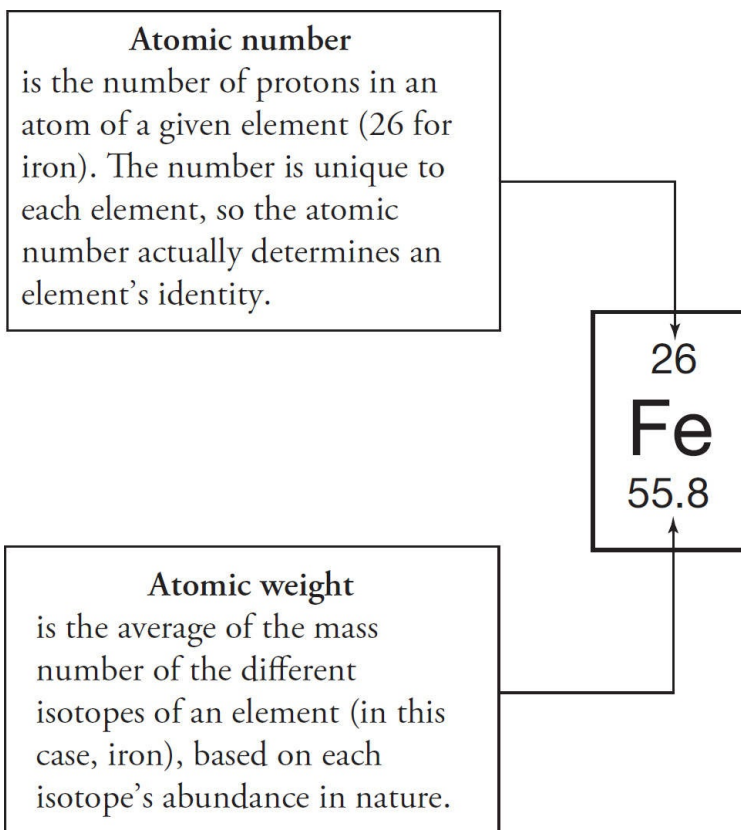 Atomic number
is the number of protons in an
atom of a given element (26 for
iron). The number is unique to
each element, so the atomic
number actually determines an
element’s identity.
26
Fe
55.8
Atomic weight
is the average of the mass
number of the different
isotopes of an element (in this
case, iron), based on each
isotope’s abundance in nature.